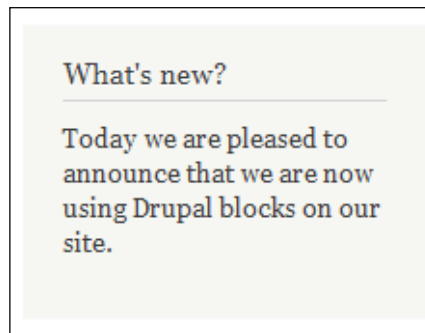 What's new?
Today we are pleased to
announce that we are now
using Drupal blocks on our
site.